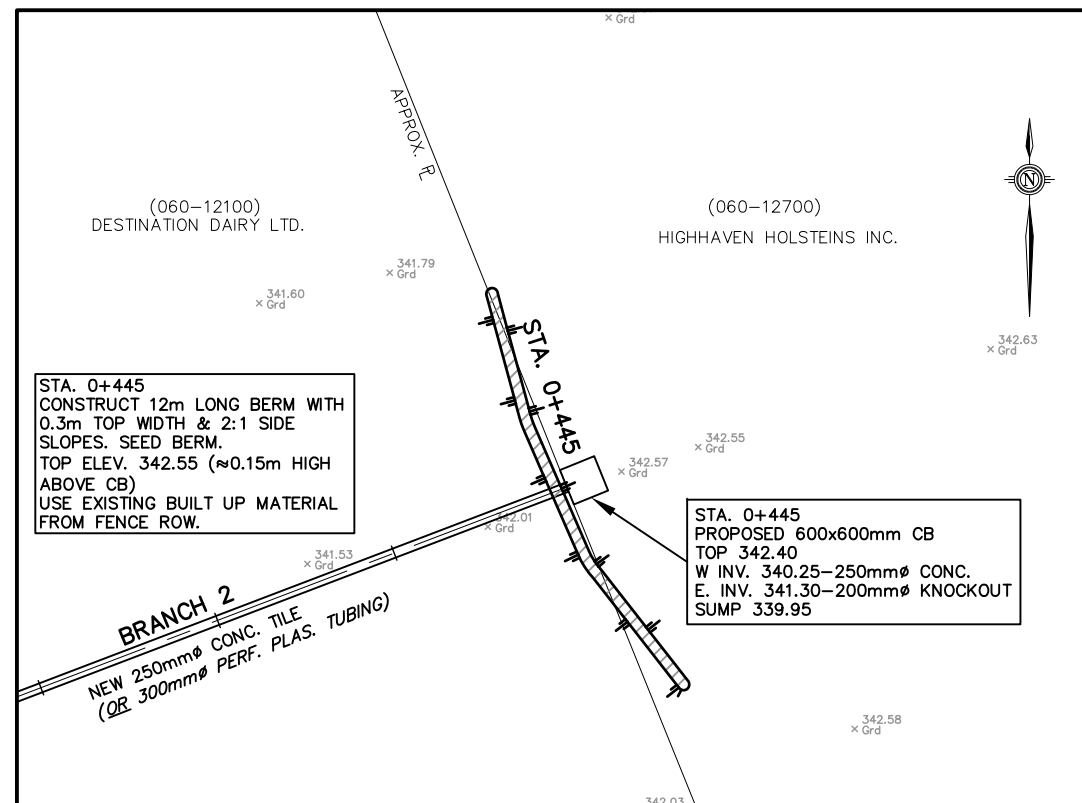 Grd
APPROX. PL
N
(060-12100)
DESTINATION DAIRY LTD.
(060-12700)
HIGHHAVEN HOLSTEINS INC.
341.79
Grd
341.60
Grd
342.63
Grd
STA. 0+445
STA. 0+445
CONSTRUCT 12m LONG BERM WITH
0.3m TOP WIDTH & 2:1 SIDE
SLOPES. SEED BERM.
TOP ELEV. 342.55 (≈0.15m HIGH
ABOVE CB)
USE EXISTING BUILT UP MATERIAL
FROM FENCE ROW.
342.55
Grd
342.57
Grd
342.01
Grd
341.53
Grd
STA. 0+445
PROPOSED 600x600mm CB
TOP 342.40
W INV. 340.25-250mmø CONC.
E. INV. 341.30-200mmø KNOCKOUT
SUMP 339.95
BRANCH 2
NEW 250mmø CONC. TILE
(OR 300mmø PERF. PLAS. TUBING)
342.58
Grd
342.03